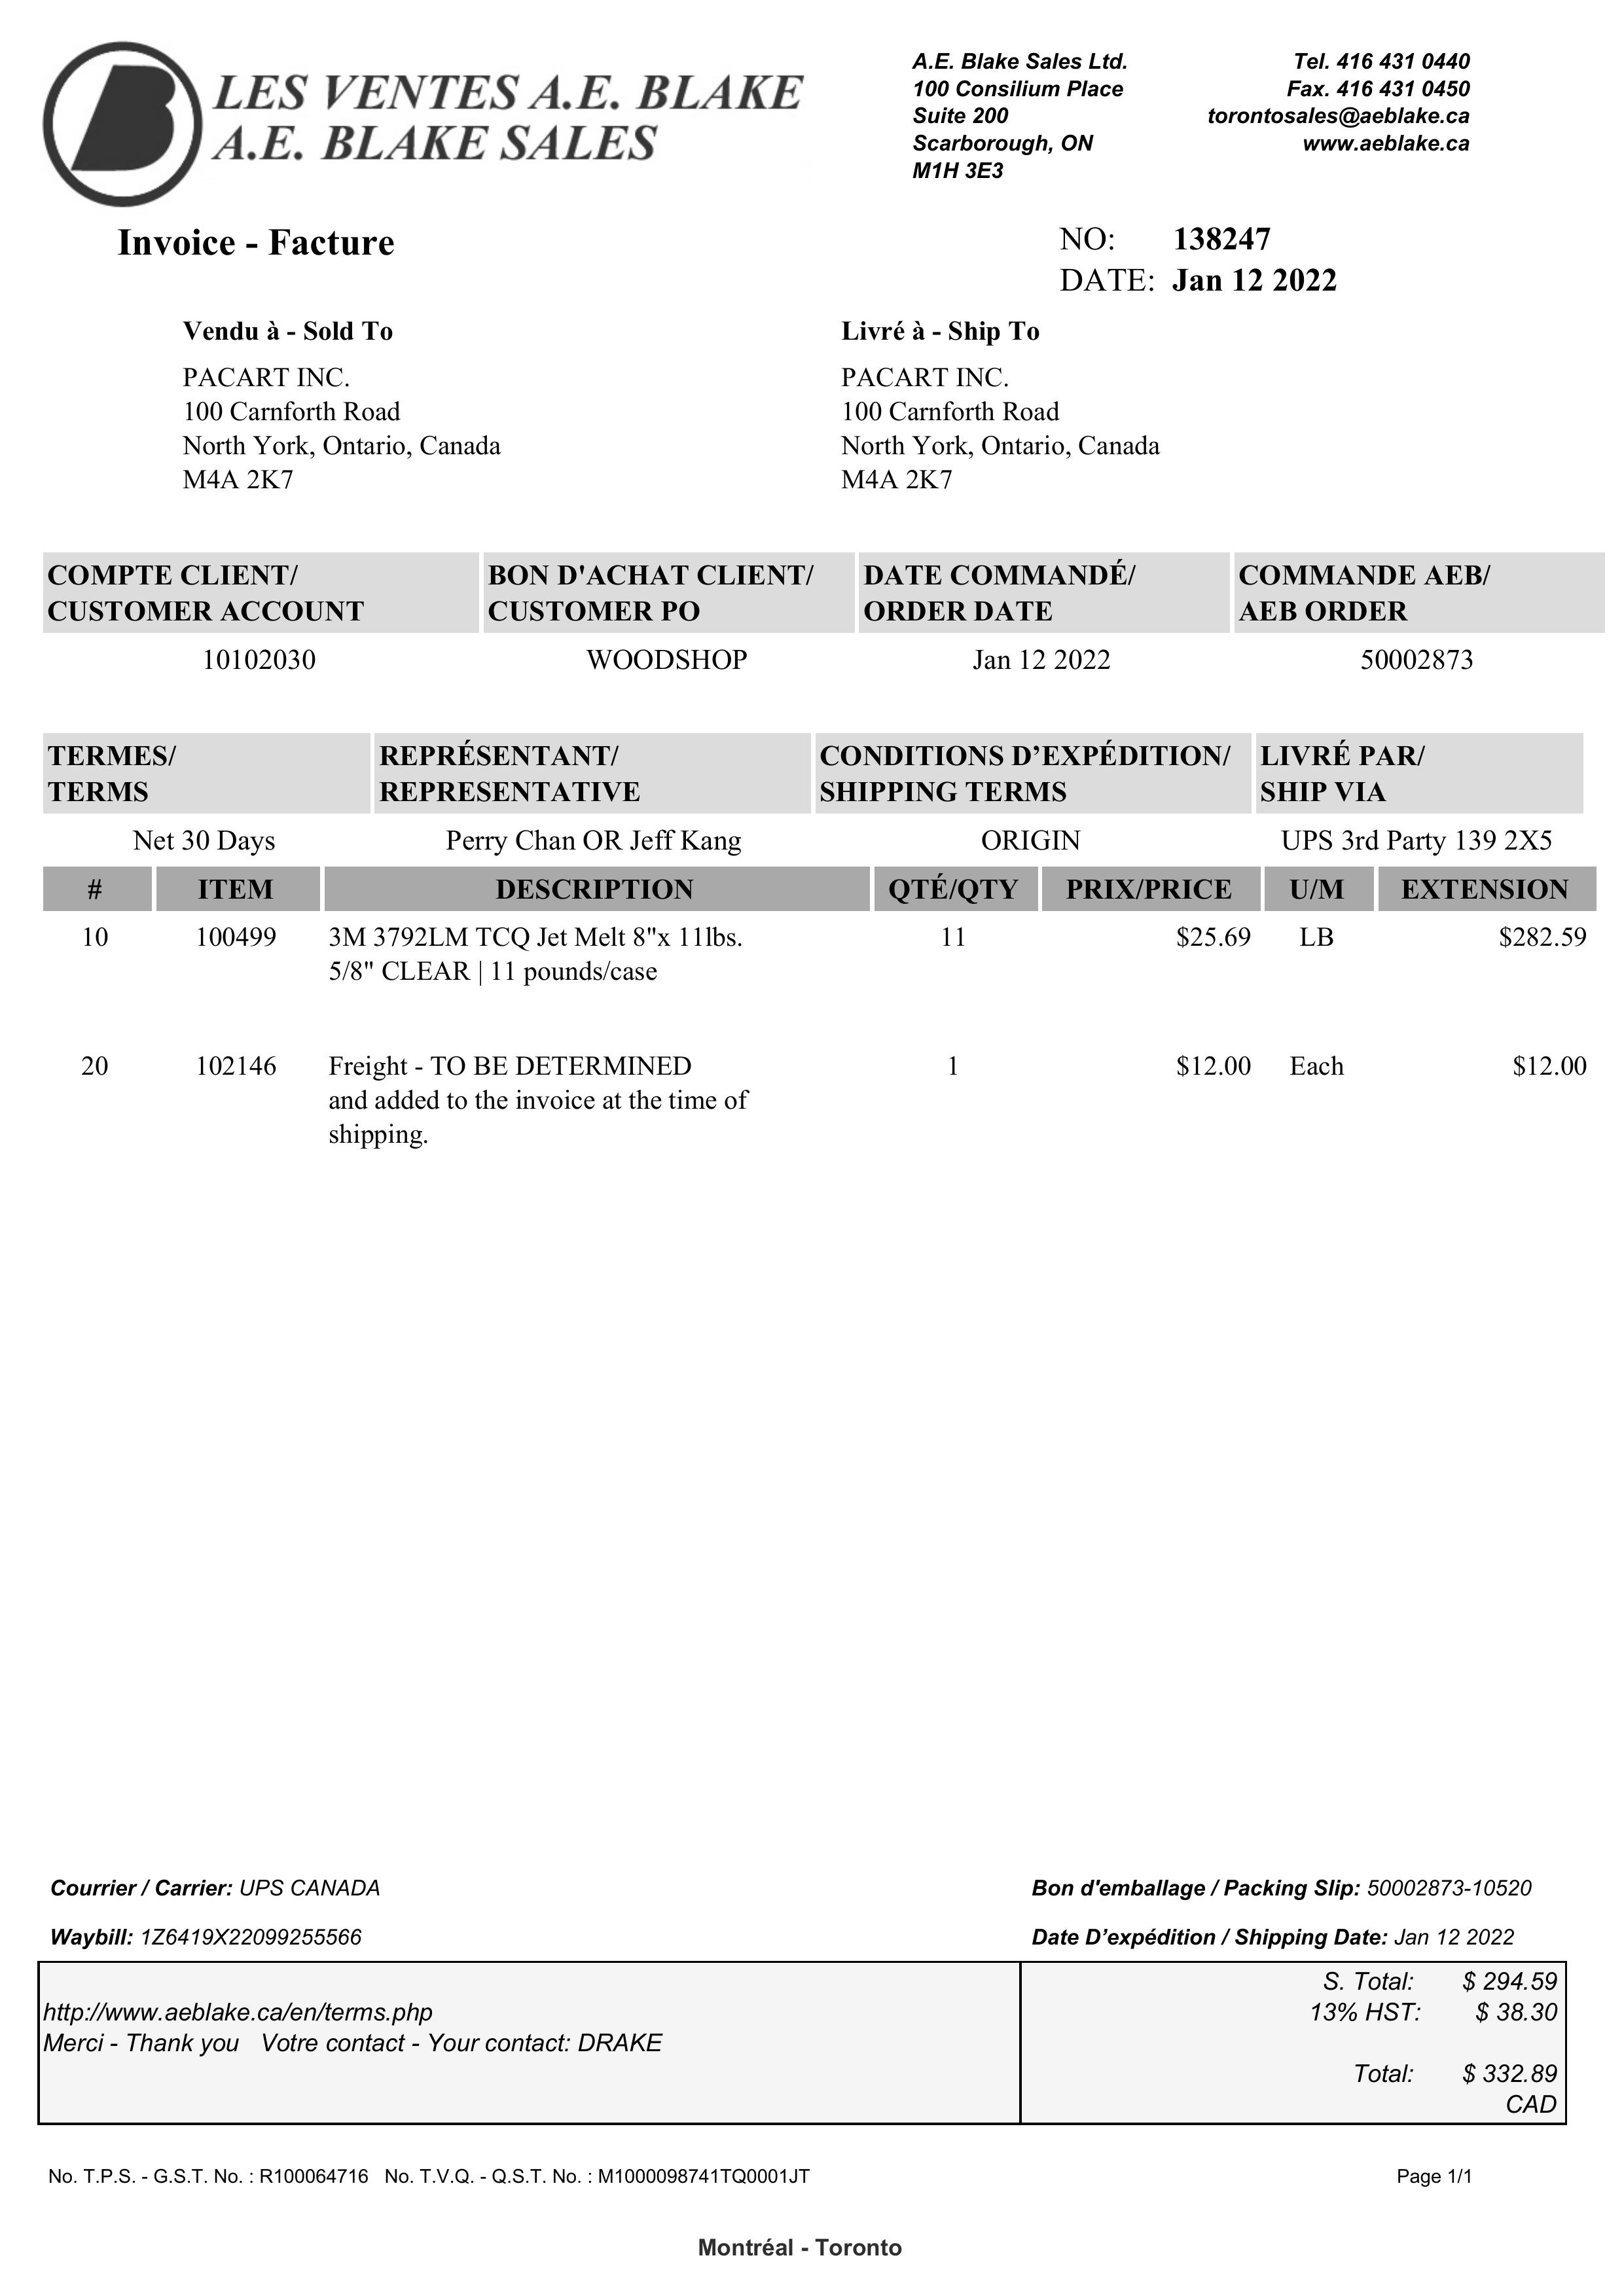 LES VENTES A.E. BLAKE
A.E. BLAKE SALES
A.E. Blake Sales Ltd.
100 Consilium Place
Suite 200
Scarborough, ON
M1H 3E3
Tel. 416 431 0440
Fax. 416 431 0450
torontosales@aeblake.ca
www.aeblake.ca
Invoice - Facture
NO: 138247
DATE: Jan 12 2022
Vendu à - Sold To
PACART INC.
100 Carnforth Road
North York, Ontario, Canada
M4A 2K7
Livré à - Ship To
PACART INC.
100 Carnforth Road
North York, Ontario, Canada
M4A 2K7
COMPTE CLIENT/ BON D'ACHAT CLIENT/ DATE COMMANDÉ/ COMMANDE AEB/
CUSTOMER ACCOUNT CUSTOMER PO ORDER DATE AEB ORDER
10102030 WOODSHOP Jan 12 2022 50002873
TERMES/ REPRÉSENTANT/ CONDITIONS D’EXPÉDITION/ LIVRÉ PAR/
TERMS REPRESENTATIVE SHIPPING TERMS SHIP VIA
Net 30 Days Perry Chan OR Jeff Kang ORIGIN UPS 3rd Party 139 2X5
# ITEM DESCRIPTION QTÉ/QTY PRIX/PRICE U/M EXTENSION
10 100499 3M 3792LM TCQ Jet Melt 8"x 11lbs. 11 $25.69 LB $282.59
5/8" CLEAR | 11 pounds/case
20 102146 Freight - TO BE DETERMINED 1 $12.00 Each $12.00
and added to the invoice at the time of
shipping.
Courrier / Carrier: UPS CANADA Bon d'emballage / Packing Slip: 50002873-10520
Waybill: 1Z6419X22099255566 Date D’expédition / Shipping Date: Jan 12 2022
http://www.aeblake.ca/en/terms.php
Merci - Thank you Votre contact - Your contact: DRAKE
S. Total: $ 294.59
13% HST: $ 38.30
Total: $ 332.89
CAD
No. T.P.S. - G.S.T. No. : R100064716 No. T.V.Q. - Q.S.T. No. : M1000098741TQ0001JT Page 1/1
Montréal - Toronto